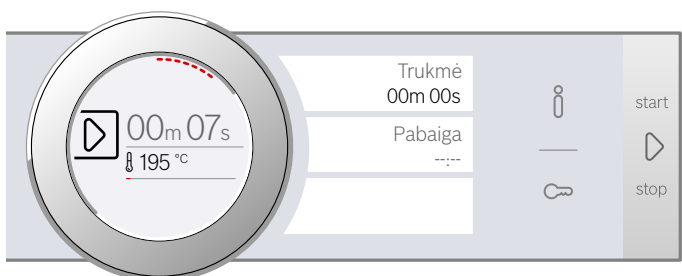 00m 07s
195 °C
Trukmė
00m 00s
Pabaiga
--:--
start
stop